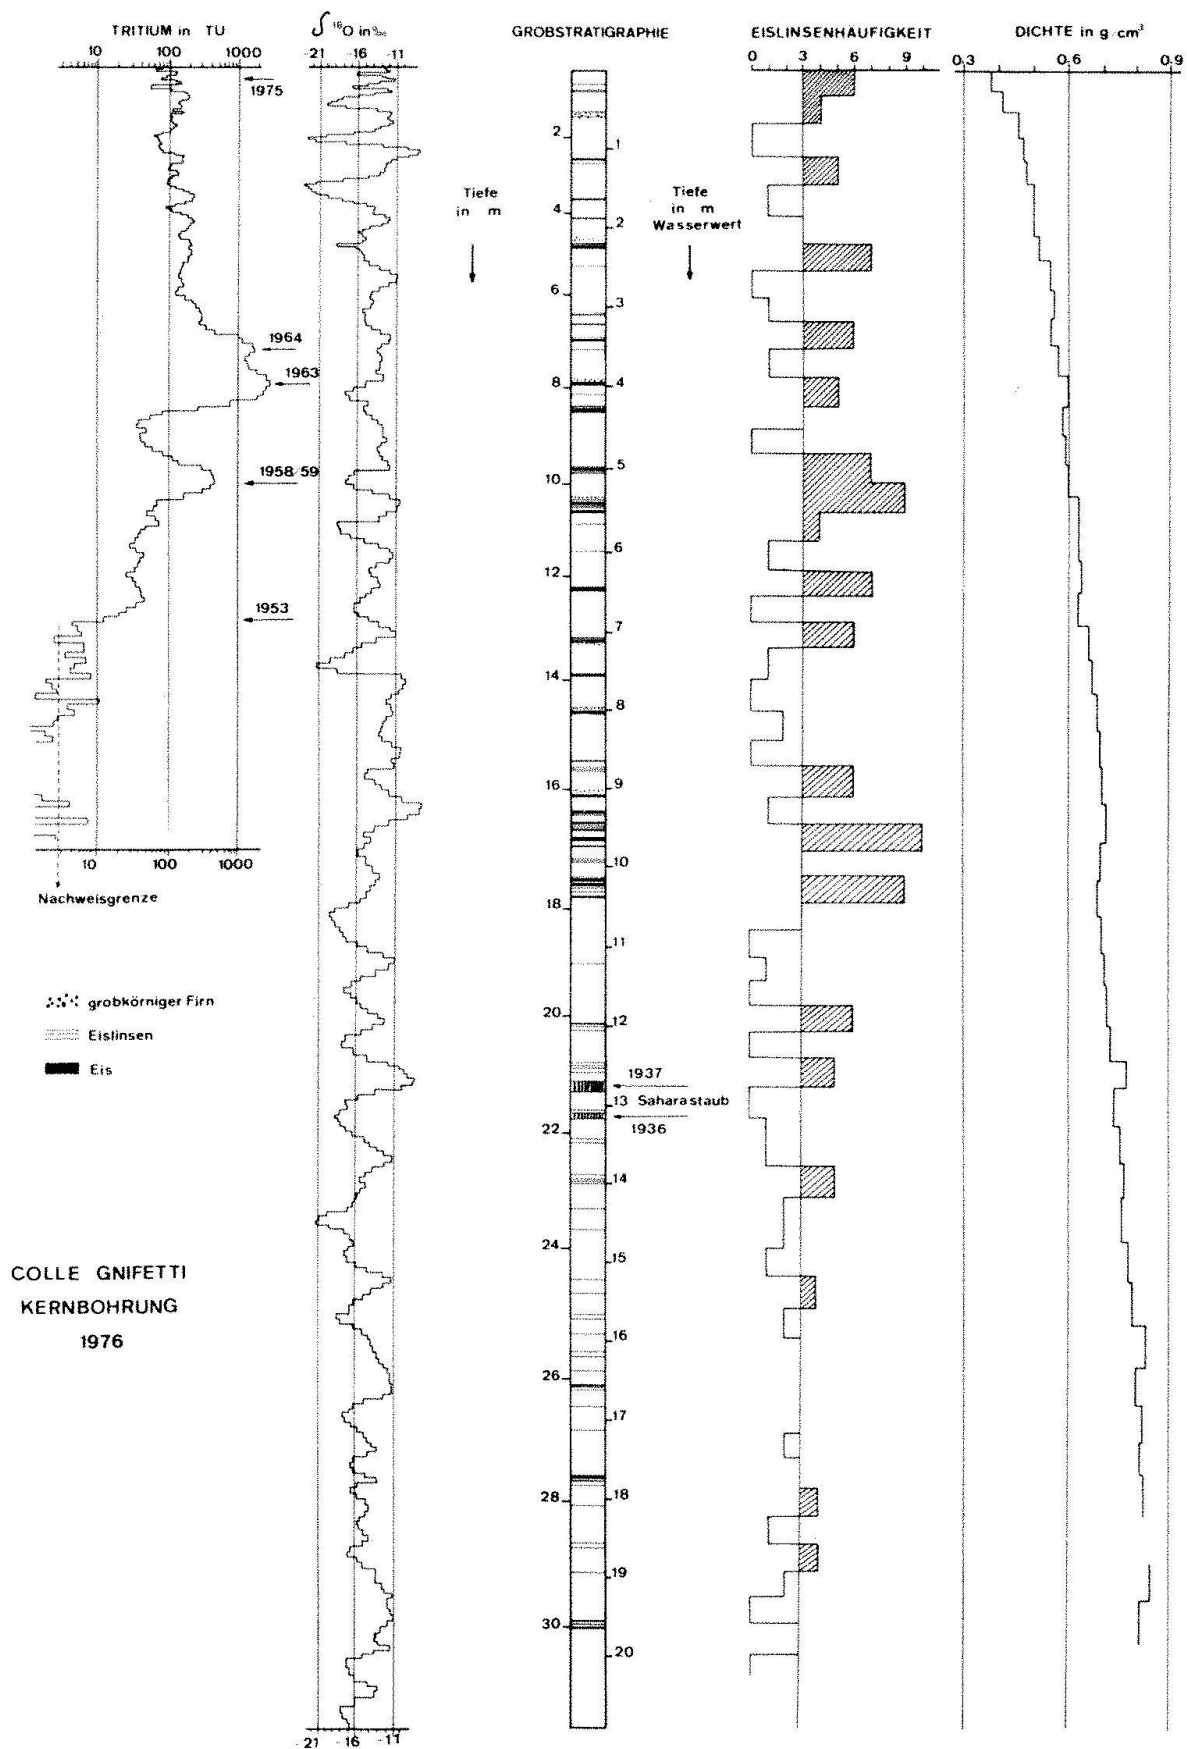 TRITIUM in TU
10 100 1000
1975
1964
1963
1958/59
1953
10 100 1000
Nachweisgrenze
grobkörniger Firn
Eislinsen
Eis
COLLE GNIFETTI
KERNBOHRUNG
1976
δ ¹⁸O in ‰
-21 -16 -11
-21 -16 -11
GROBSTRATIGRAPHIE
Tiefe
in m
2
4
6
8
10
12
14
16
18
20
22
24
26
28
30
Tiefe
in m
Wasserwert
1
2
3
4
5
6
7
8
9
10
11
12
13
14
15
16
17
18
19
20
1937
Saharastaub
1936
EISLINSENHÄUFIGKEIT
0 3 6 9
DICHTE in g/cm³
0.3 0.6 0.9